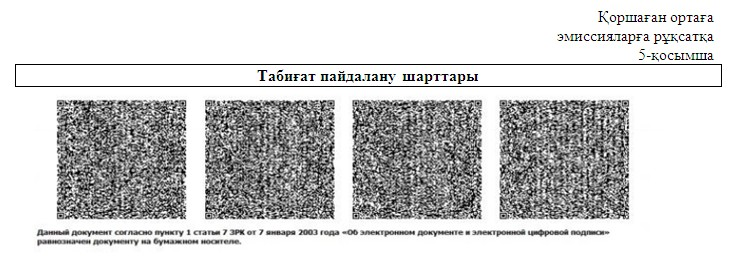 Қоршаған ортаға
эмиссияларға рұқсатқа
5-қосымша
Табиғат пайдалану шарттары
Данный документ согласно пункту 1 статьи 7 ЗРК от 7 января 2003 года «Об электронном документе и электронной цифровой подписи»
равнозначен документу на бумажном носителе.